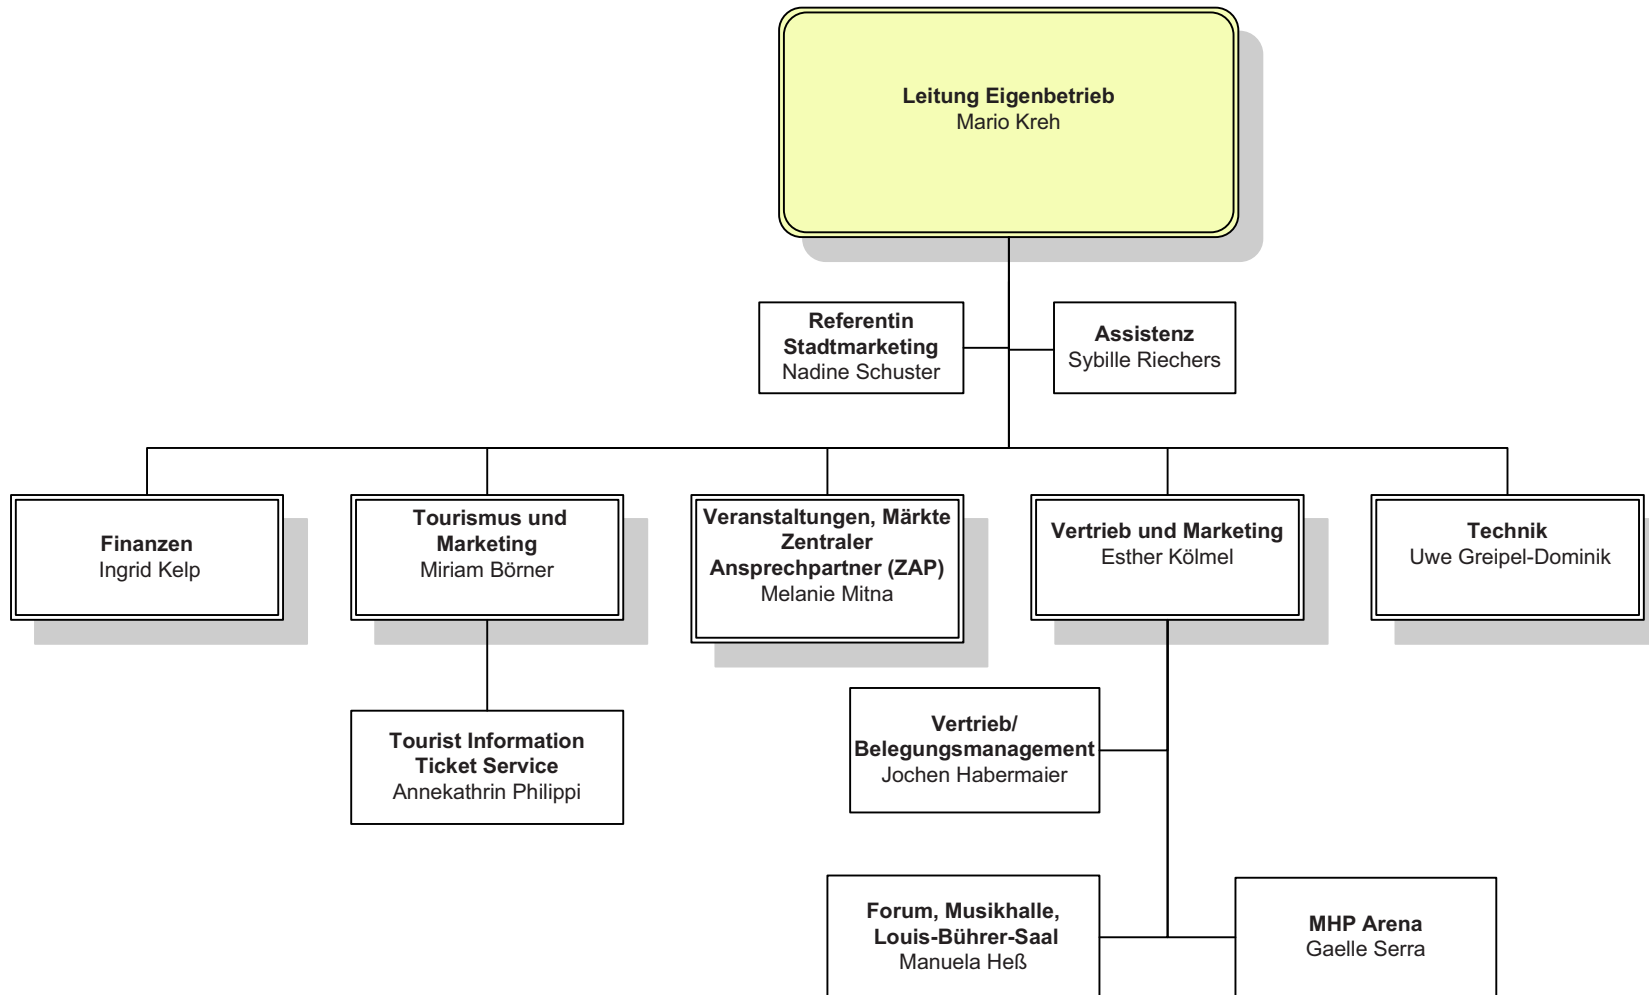 Leitung Eigenbetrieb
Mario Kreh
Referentin
Stadtmarketing
Nadine Schuster
Assistenz
Sybille Riechers
Finanzen
Ingrid Kelp
Tourismus und
Marketing
Miriam Börner
Veranstaltungen, Märkte
Zentraler
Ansprechpartner (ZAP)
Melanie Mitna
Vertrieb und Marketing
Esther Kölmel
Technik
Uwe Greipel-Dominik
Tourist Information
Ticket Service
Annekathrin Philippi
Vertrieb/
Belegungsmanagement
Jochen Habermaier
Forum, Musikhalle,
Louis-Bührer-Saal
Manuela Heß
MHP Arena
Gaelle Serra